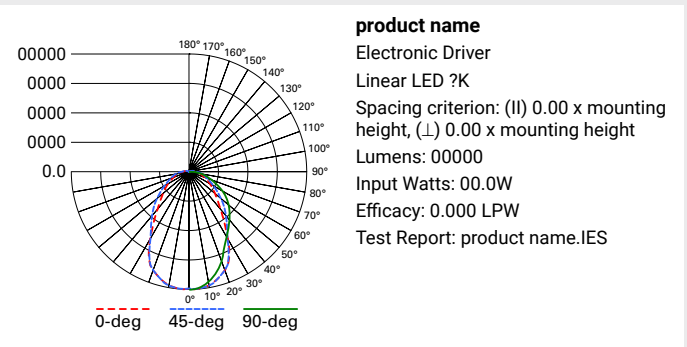 product name
Electronic Driver
Linear LED ?K
Spacing criterion: (II) 0.00 x mounting
height, (⊥) 0.00 x mounting height
Lumens: 00000
Input Watts: 00.0W
Efficacy: 0.000 LPW
Test Report: product name.IES
00000
0000
0000
0000
0.0
180°
170°
160°
150°
140°
130°
120°
110°
100°
90°
80°
70°
60°
50°
40°
30°
20°
10°
0°
0-deg
45-deg
90-deg